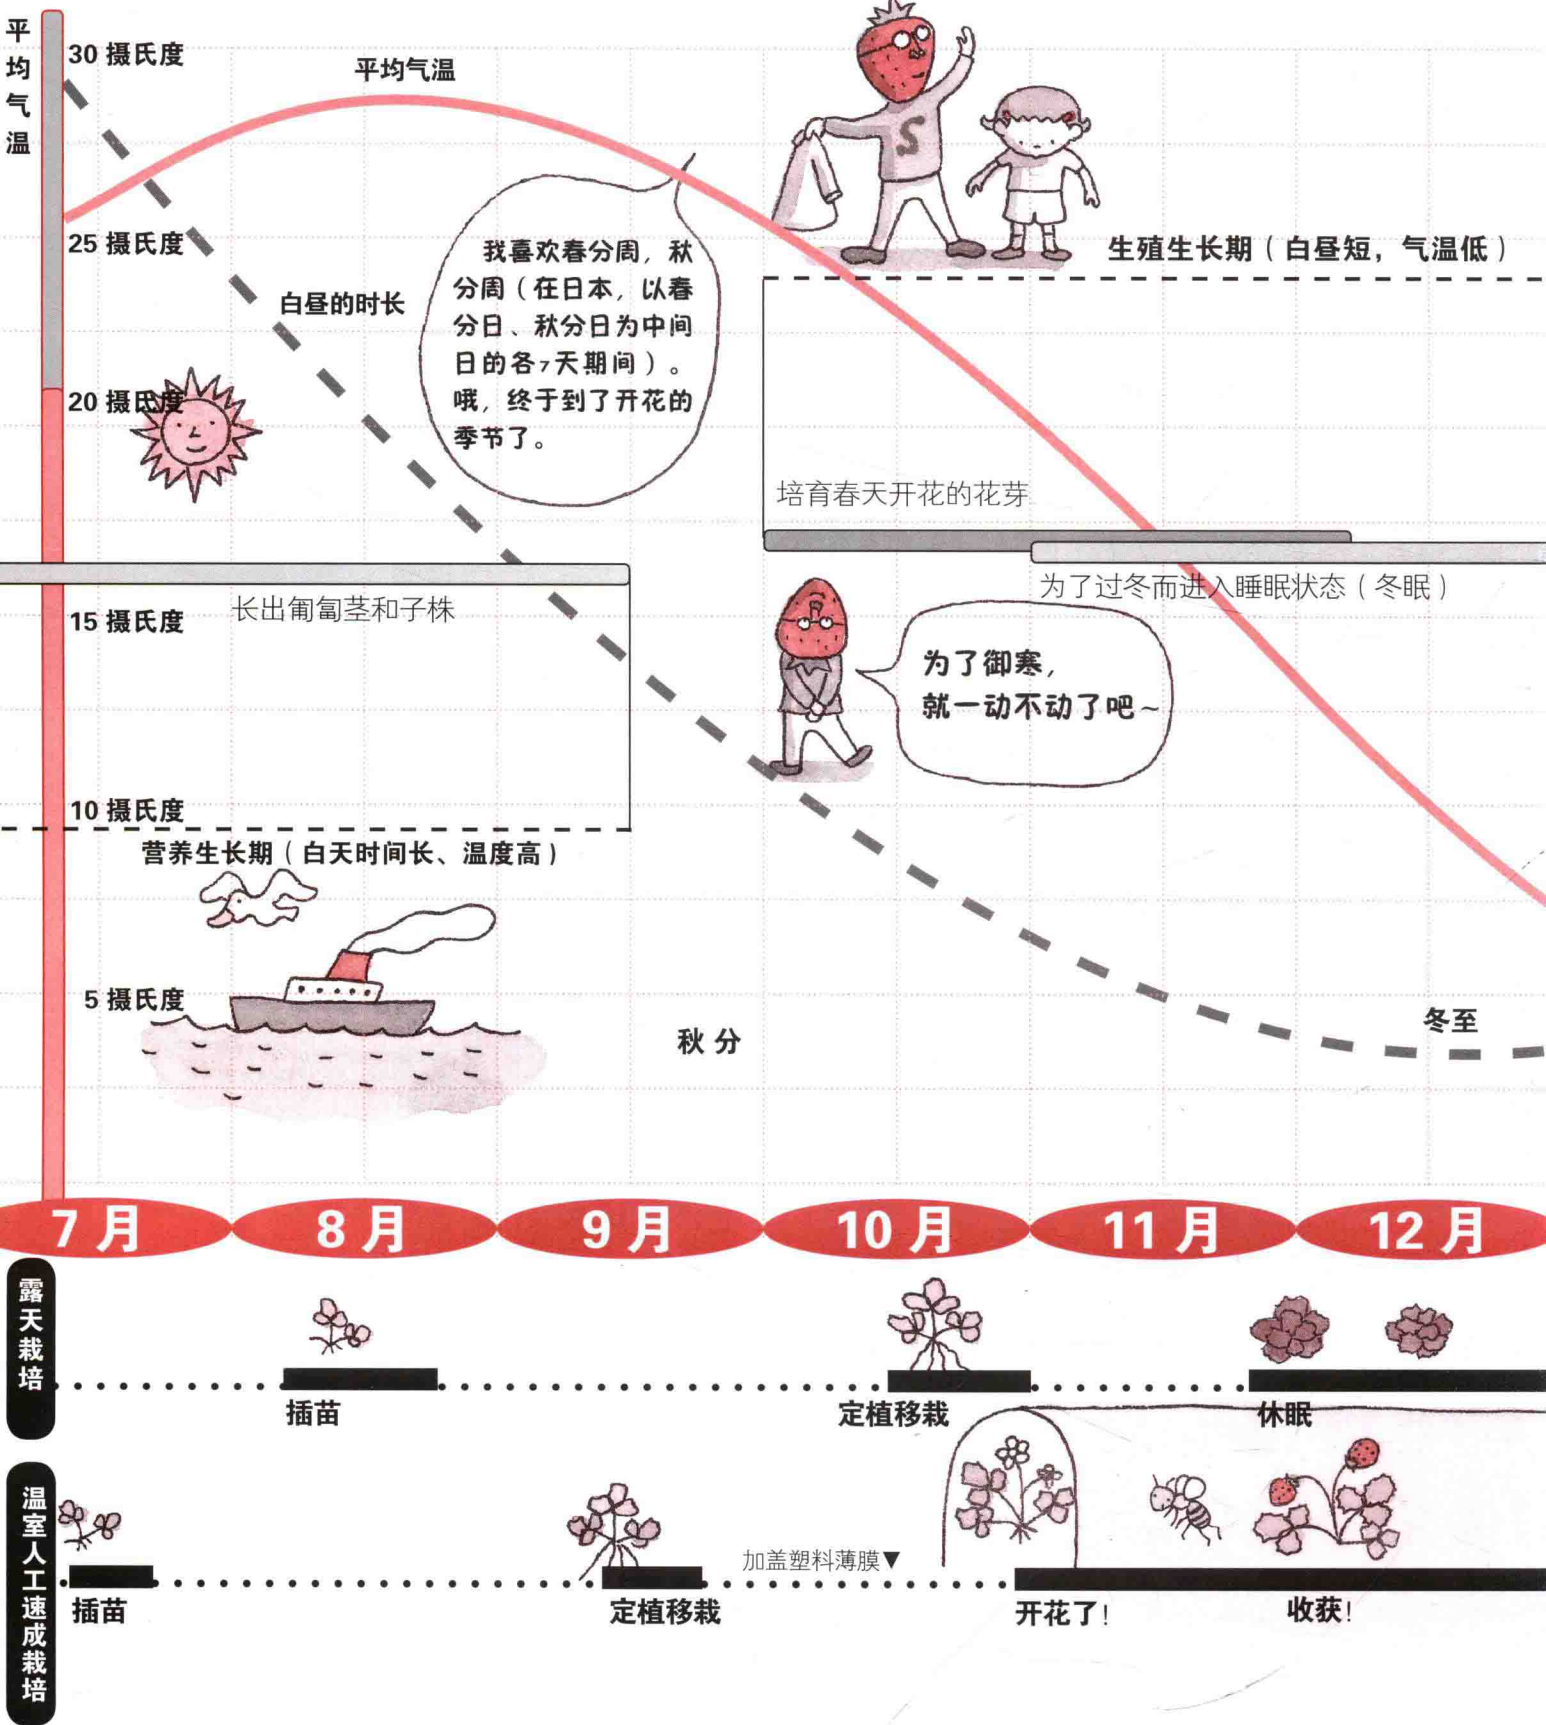 平均气温
30 摄氏度
平均气温
25 摄氏度
白昼的时长
我喜欢春分周，秋
分周（在日本，以春
分日、秋分日为中间
日的各7天期间）。
哦，终于到了开花的
季节了。
S
生殖生长期（白昼短，气温低）
20 摄氏度
培育春天开花的花芽
为了过冬而进入睡眠状态（冬眠）
长出匍匐茎和子株
15 摄氏度
为了御寒，
就一动不动了吧~
10 摄氏度
营养生长期（白天时间长、温度高）
5 摄氏度
秋 分
冬至
7 月
8 月
9 月
10 月
11 月
12 月
露天栽培
插苗
定植移栽
休眠
温室人工速成栽培
插苗
定植移栽
加盖塑料薄膜▼
开花了！
收获！